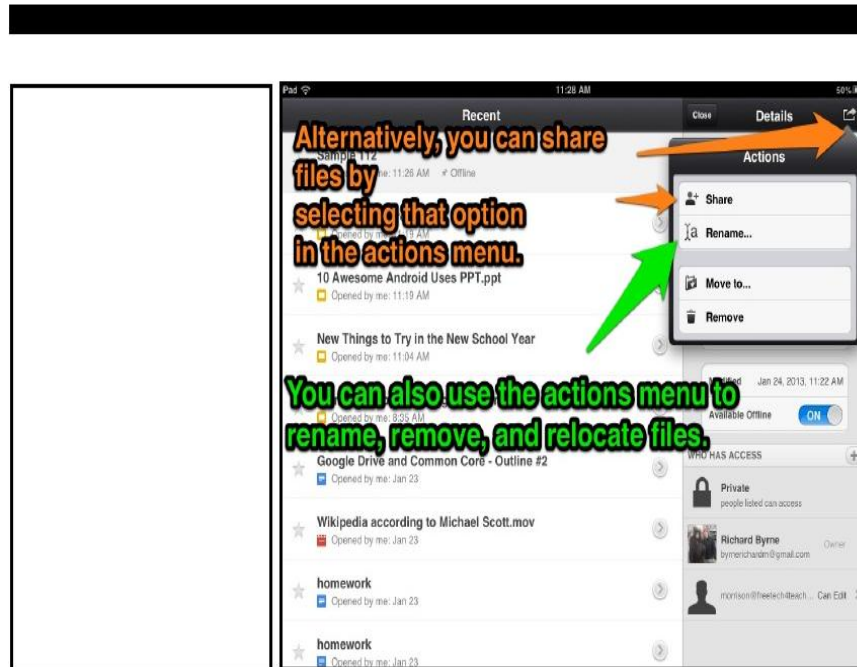 Pad
11:28 AM
50%
Recent
Close
Details
Alternatively, you can share
files by
selecting that option
in the actions menu.
Sample 112
me: 11:26 AM
Offline
Opened by me: 11:19 AM
10 Awesome Android Uses PPT.ppt
Opened by me: 11:19 AM
New Things to Try in the New School Year
Opened by me: 11:04 AM
You can also use the actions menu to
rename, remove, and relocate files.
Opened by me: 8:35 AM
Google Drive and Common Core - Outline #2
Opened by me: Jan 23
Wikipedia according to Michael Scott.mov
Opened by me: Jan 23
homework
Opened by me: Jan 23
homework
Opened by me: Jan 23
Actions
Share
Rename...
Move to...
Remove
Modified
Jan 24, 2013, 11:22 AM
Available Offline
ON
WHO HAS ACCESS
Private
people listed can access
Richard Byrne
Owner
byrnerichardm@gmail.com
morrison@freetech4teach...
Can Edit